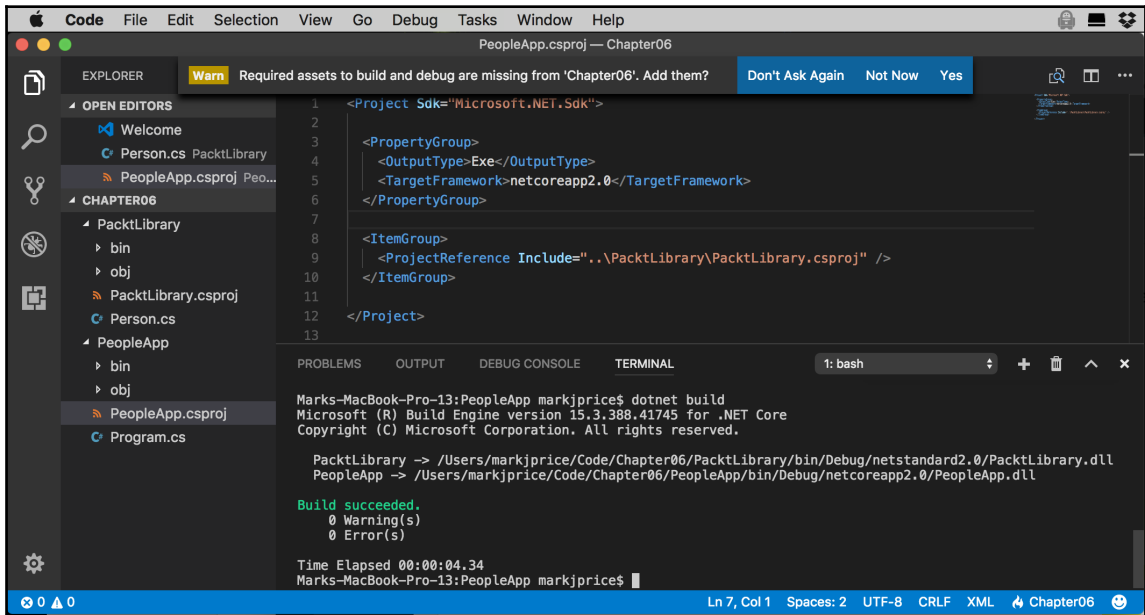 Code File Edit Selection View Go Debug Tasks Window Help
PeopleApp.csproj — Chapter06
EXPLORER
Warn Required assets to build and debug are missing from 'Chapter06'. Add them? Don't Ask Again Not Now Yes
OPEN EDITORS
Welcome
C# Person.cs PacktLibrary
PeopleApp.csproj Peo...
CHAPTER06
PacktLibrary
bin
obj
PacktLibrary.csproj
C# Person.cs
PeopleApp
bin
obj
PeopleApp.csproj
C# Program.cs
1 <Project Sdk="Microsoft.NET.Sdk">
2
3 <PropertyGroup>
4 <OutputType>Exe</OutputType>
5 <TargetFramework>netcoreapp2.0</TargetFramework>
6 </PropertyGroup>
7
8 <ItemGroup>
9 <ProjectReference Include="..\PacktLibrary\PacktLibrary.csproj" />
10 </ItemGroup>
11
12 </Project>
13
PROBLEMS OUTPUT DEBUG CONSOLE TERMINAL 1: bash
Marks-MacBook-Pro-13:PeopleApp markjprice$ dotnet build
Microsoft (R) Build Engine version 15.3.388.41745 for .NET Core
Copyright (C) Microsoft Corporation. All rights reserved.
PacktLibrary -> /Users/markjprice/Code/Chapter06/PacktLibrary/bin/Debug/netstandard2.0/PacktLibrary.dll
PeopleApp -> /Users/markjprice/Code/Chapter06/PeopleApp/bin/Debug/netcoreapp2.0/PeopleApp.dll
Build succeeded.
0 Warning(s)
0 Error(s)
Time Elapsed 00:00:04.34
Marks-MacBook-Pro-13:PeopleApp markjprice$
0 0 Ln 7, Col 1 Spaces: 2 UTF-8 CRLF XML Chapter06